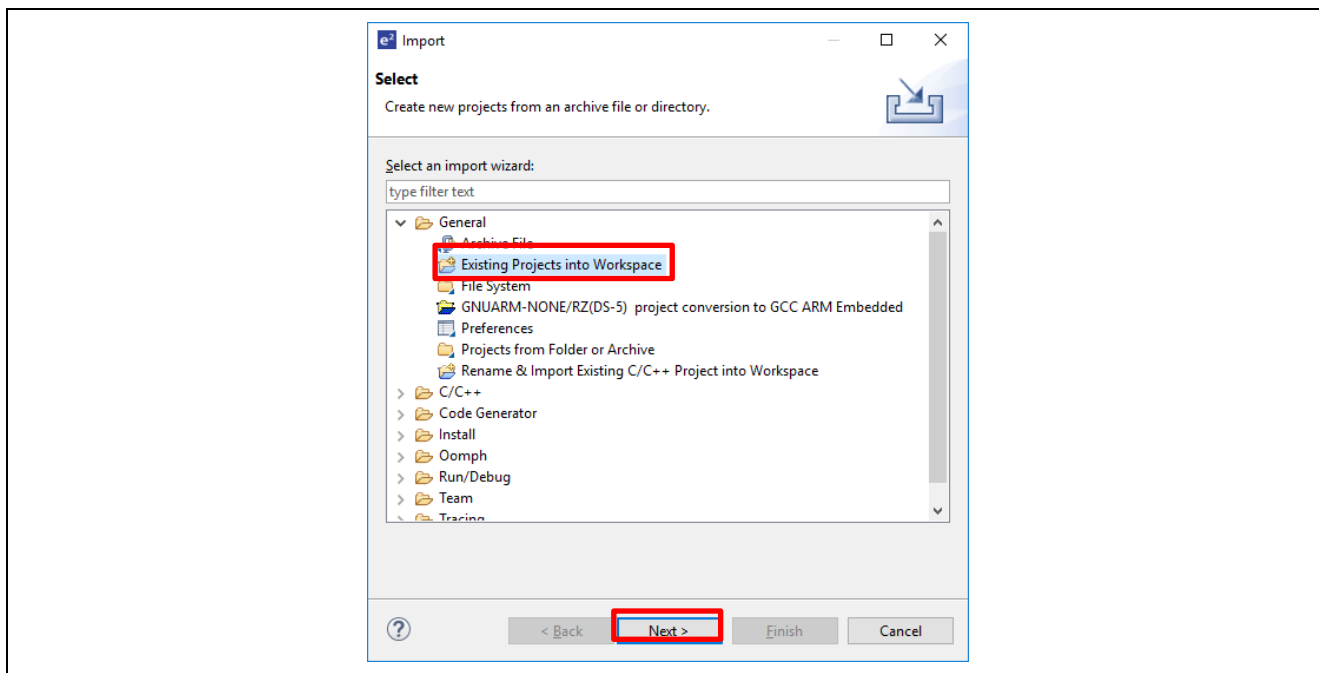 e² Import
Select
Create new projects from an archive file or directory.
Select an import wizard:
type filter text
General
Archive File
Existing Projects into Workspace
File System
GNUARM-NONE/RZ(DS-5) project conversion to GCC ARM Embedded
Preferences
Projects from Folder or Archive
Rename & Import Existing C/C++ Project into Workspace
C/C++
Code Generator
Install
Oomph
Run/Debug
Team
Tracing
? < Back Next > Finish Cancel